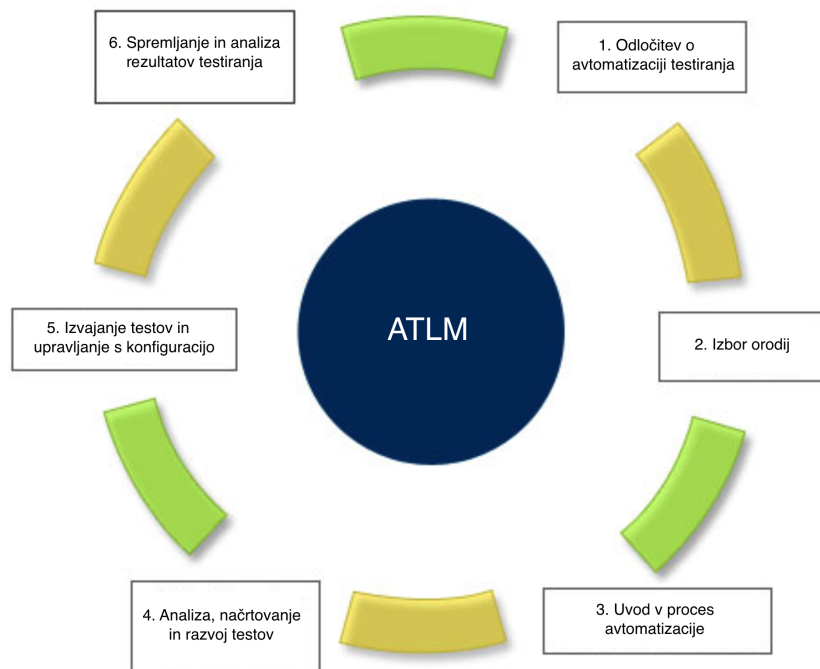 6. Spremljanje in analiza
rezultatov testiranja
1. Odločitev o
avtomatizaciji testiranja
ATLM
5. Izvajanje testov in
upravljanje s konfiguracijo
2. Izbor orodij
4. Analiza, načrtovanje
in razvoj testov
3. Uvod v proces
avtomatizacije